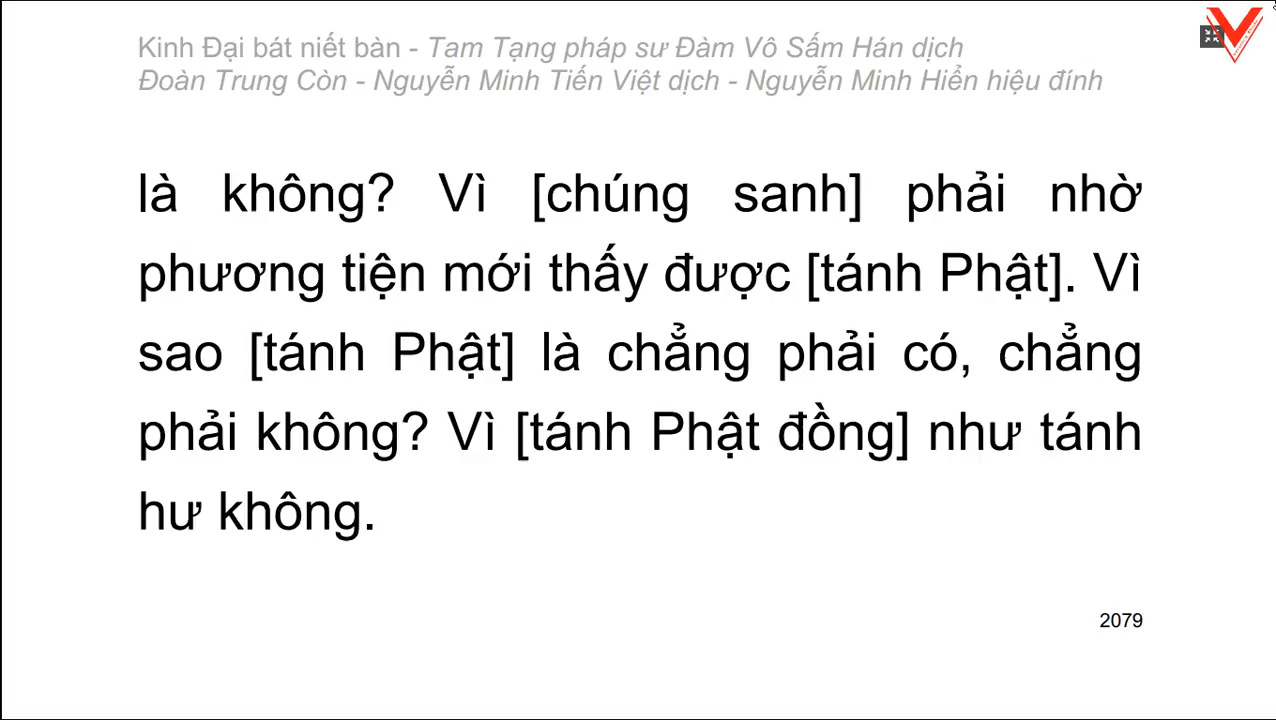 Kinh Đại bát niết bàn - Tam Tạng pháp sư Đàm Vô Sấm Hán dịch
Đoàn Trung Còn - Nguyễn Minh Tiến Việt dịch - Nguyễn Minh Hiển hiệu đính
là không? Vì [chúng sanh] phải nhờ
phương tiện mới thấy được [tánh Phật]. Vì
sao [tánh Phật] là chẳng phải có, chẳng
phải không? Vì [tánh Phật đồng] như tánh
hư không.
2079